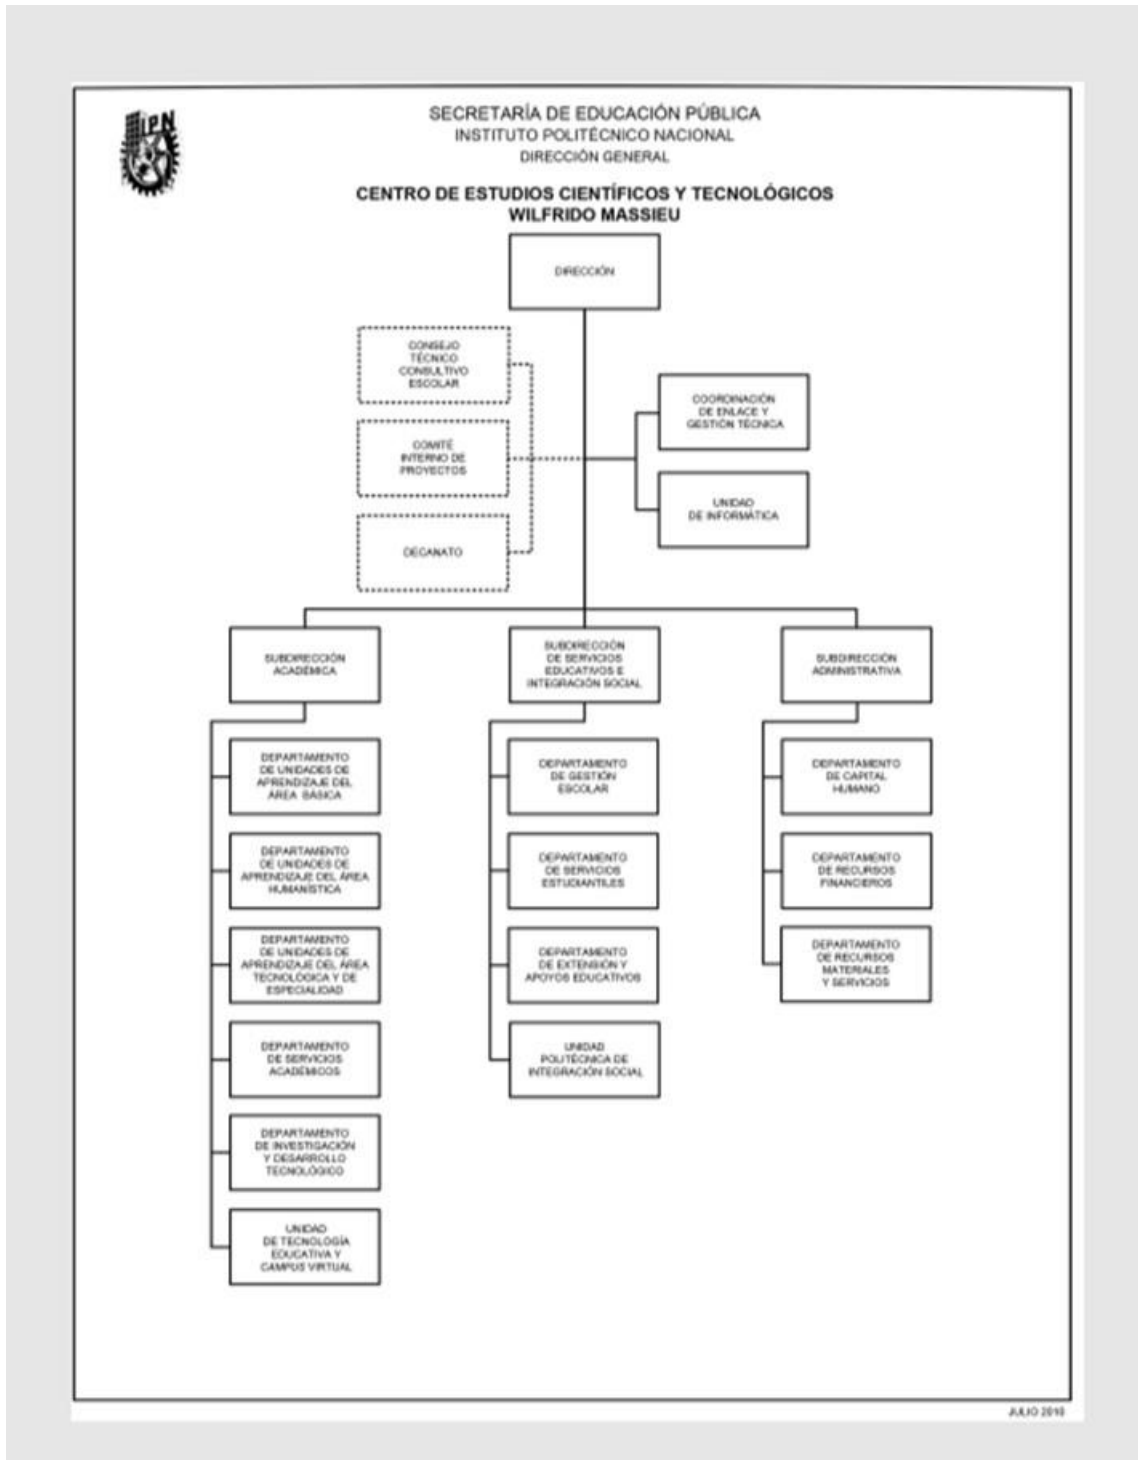 IPN
SECRETARÍA DE EDUCACIÓN PÚBLICA
INSTITUTO POLITÉCNICO NACIONAL
DIRECCIÓN GENERAL
CENTRO DE ESTUDIOS CIENTÍFICOS Y TECNOLÓGICOS
WILFRIDO MASSIEU
DIRECCIÓN
CONSEJO
TÉCNICO
CONSULTIVO
ESCOLAR
COMITÉ
INTERNO DE
PROYECTOS
DECANATO
COORDINACIÓN
DE ENLACE Y
GESTIÓN TÉCNICA
UNIDAD
DE INFORMÁTICA
SUBDIRECCIÓN
ACADÉMICA
DEPARTAMENTO
DE UNIDADES DE
APRENDIZAJE DEL
ÁREA BÁSICA
DEPARTAMENTO
DE UNIDADES DE
APRENDIZAJE DEL ÁREA
HUMANÍSTICA
DEPARTAMENTO
DE UNIDADES DE
APRENDIZAJE DEL ÁREA
TECNOLÓGICA Y DE
ESPECIALIDAD
DEPARTAMENTO
DE SERVICIOS
ACADÉMICOS
DEPARTAMENTO
DE INVESTIGACIÓN
Y DESARROLLO
TECNOLÓGICO
UNIDAD
DE TECNOLOGÍA
EDUCATIVA Y
CAMPUS VIRTUAL
SUBDIRECCIÓN
DE SERVICIOS
EDUCATIVOS E
INTEGRACIÓN SOCIAL
DEPARTAMENTO
DE GESTIÓN
ESCOLAR
DEPARTAMENTO
DE SERVICIOS
ESTUDIANTILES
DEPARTAMENTO
DE EXTENSIÓN Y
APOYOS EDUCATIVOS
UNIDAD
POLITÉCNICA DE
INTEGRACIÓN SOCIAL
SUBDIRECCIÓN
ADMINISTRATIVA
DEPARTAMENTO
DE CAPITAL
HUMANO
DEPARTAMENTO
DE RECURSOS
FINANCIEROS
DEPARTAMENTO
DE RECURSOS
MATERIALES
Y SERVICIOS
JULIO 2010